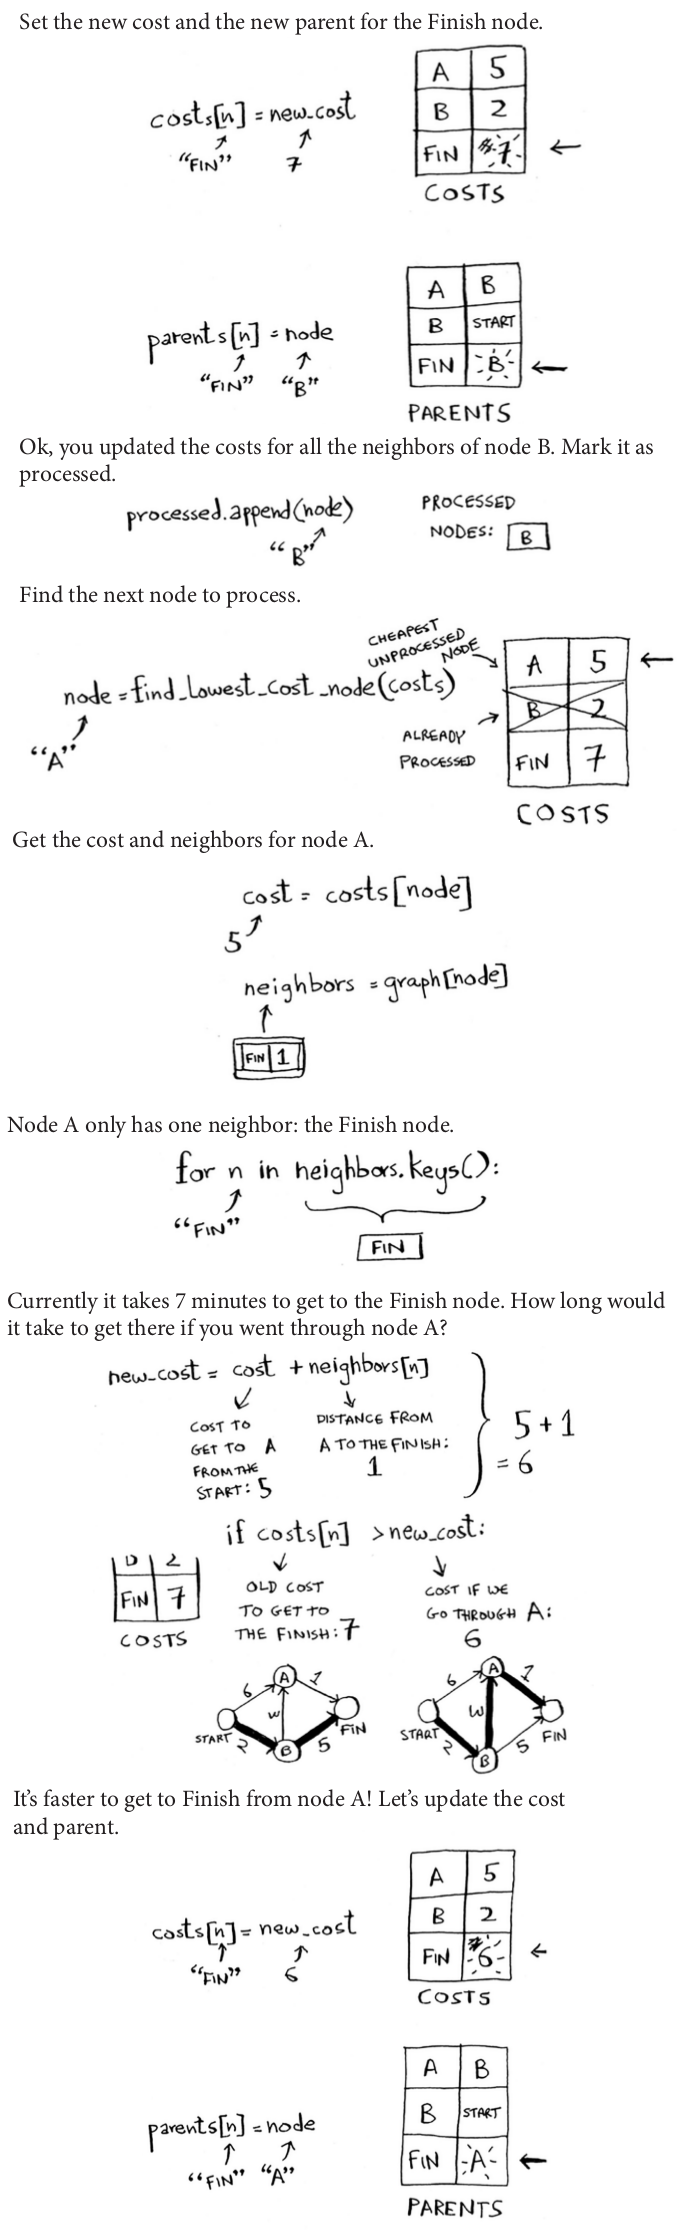 Set the new cost and the new parent for the Finish node.
costs[n] = new_cost
"FIN" 7
A 5
B 2
FIN 7
COSTS
parents[n] = node
"FIN" "B"
A B
B START
FIN B
PARENTS
Ok, you updated the costs for all the neighbors of node B. Mark it as
processed.
processed.append(node)
"B"
PROCESSED
NODES: B
Find the next node to process.
node = find_lowest_cost_node(costs)
"A"
CHEAPEST
UNPROCESSED
NODE
ALREADY
PROCESSED
A 5
B 2
FIN 7
COSTS
Get the cost and neighbors for node A.
cost = costs[node]
5
neighbors = graph[node]
FIN 1
Node A only has one neighbor: the Finish node.
for n in neighbors.keys():
"FIN"
FIN
Currently it takes 7 minutes to get to the Finish node. How long would
it take to get there if you went through node A?
new_cost = cost + neighbors[n]
COST TO
GET TO A
FROM THE
START: 5
DISTANCE FROM
A TO THE FINISH:
1
5 + 1
= 6
if costs[n] > new_cost:
2
FIN 7
COSTS
OLD COST
TO GET TO
THE FINISH: 7
COST IF WE
GO THROUGH A:
6
6 A 1
START 2 B 5 FIN
6 A 1
START 2 B 5 FIN
It's faster to get to Finish from node A! Let's update the cost
and parent.
costs[n] = new_cost
"FIN" 6
A 5
B 2
FIN 6
COSTS
parents[n] = node
"FIN" "A"
A B
B START
FIN A
PARENTS